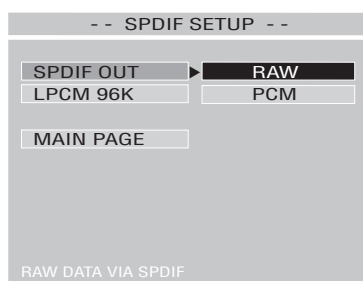 - - SPDIF SETUP - -
SPDIF OUT RAW
LPCM 96K PCM
MAIN PAGE
RAW DATA VIA SPDIF